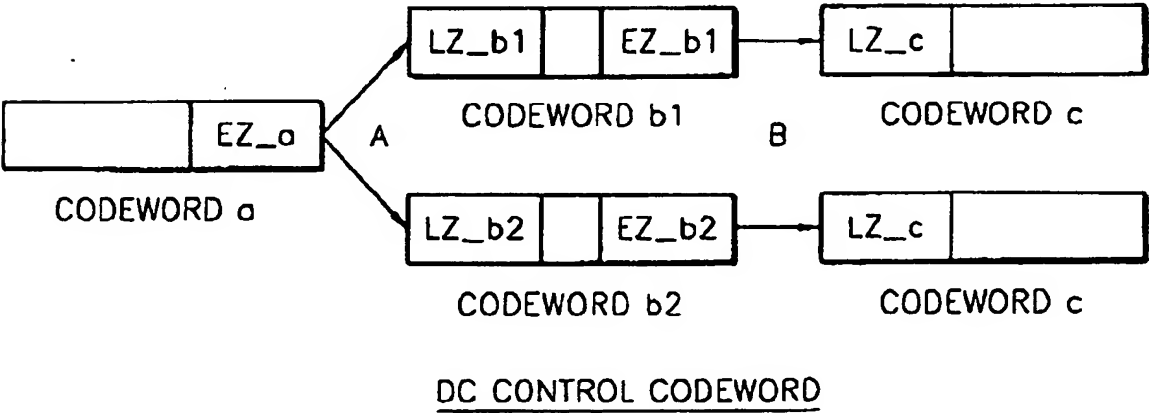 LZ_b1 EZ_b1 LZ_c
CODEWORD b1 CODEWORD c
EZ_a A B
CODEWORD a
LZ_b2 EZ_b2 LZ_c
CODEWORD b2 CODEWORD c
DC CONTROL CODEWORD